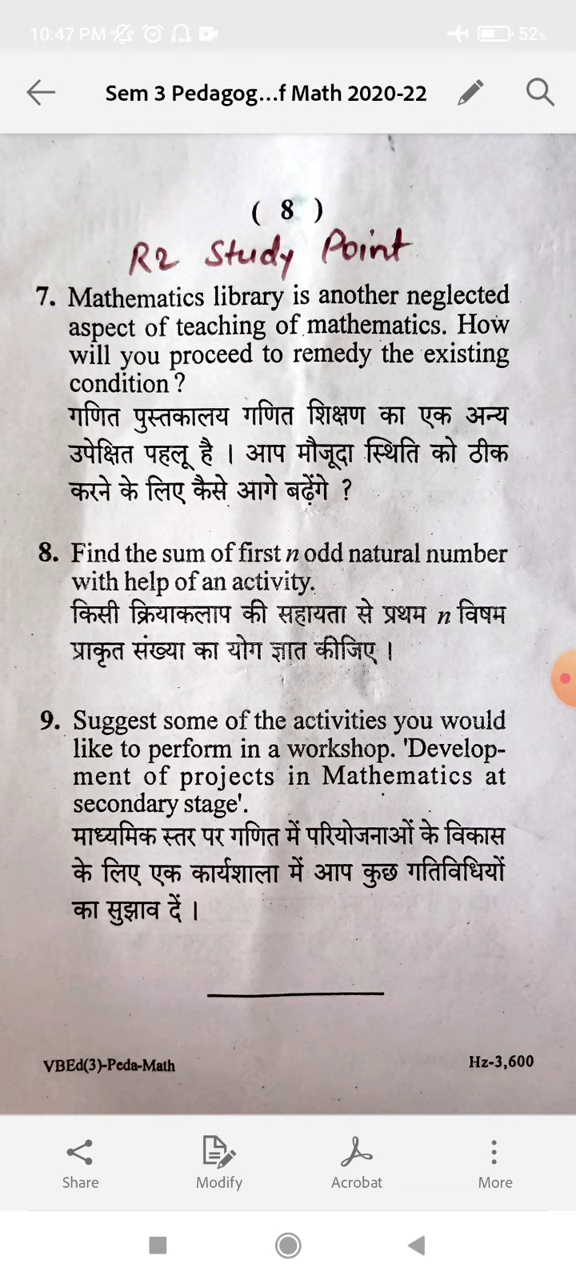 10:47 PM
52%
Sem 3 Pedagog...f Math 2020-22
( 8 )
R2 Study Point
7. Mathematics library is another neglected
aspect of teaching of mathematics. How
will you proceed to remedy the existing
condition ?
गणित पुस्तकालय गणित शिक्षण का एक अन्य
उपेक्षित पहलू है । आप मौजूदा स्थिति को ठीक
करने के लिए कैसे आगे बढ़ेंगे ?
8. Find the sum of first n odd natural number
with help of an activity.
किसी क्रियाकलाप की सहायता से प्रथम n विषम
प्राकृत संख्या का योग ज्ञात कीजिए ।
9. Suggest some of the activities you would
like to perform in a workshop. 'Develop-
ment of projects in Mathematics at
secondary stage'.
माध्यमिक स्तर पर गणित में परियोजनाओं के विकास
के लिए एक कार्यशाला में आप कुछ गतिविधियों
का सुझाव दें ।
VBEd(3)-Peda-Math
Hz-3,600
Share
Modify
Acrobat
More